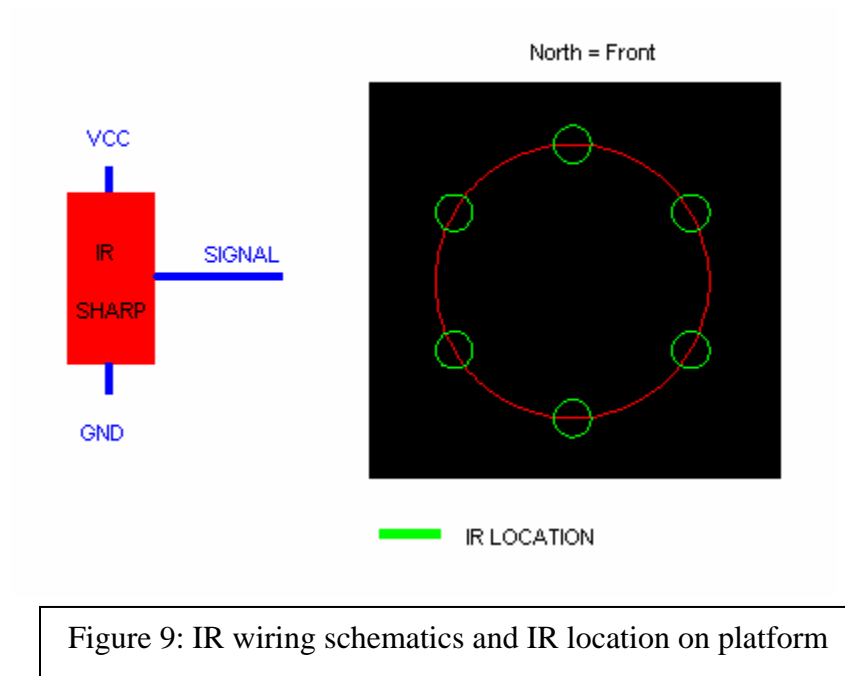 North = Front
VCC
IR
SHARP
SIGNAL
GND
IR LOCATION
Figure 9: IR wiring schematics and IR location on platform